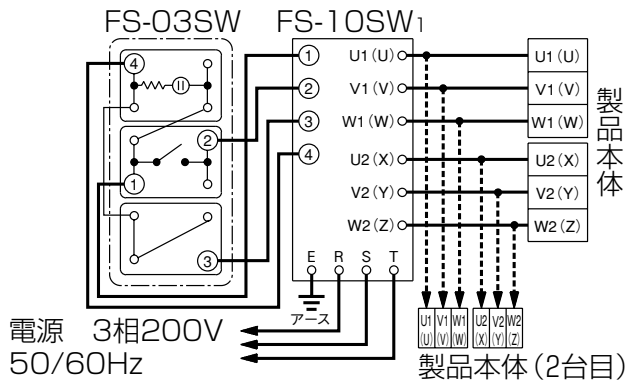 FS-03SW
FS-10SW1
4
2
1
3
1
2
3
4
U1(U)
V1(V)
W1(W)
U2(X)
V2(Y)
W2(Z)
E R S T
アース
U1(U)
V1(V)
W1(W)
U2(X)
V2(Y)
W2(Z)
製品本体
U1(U)
V1(V)
W1(W)
U2(X)
V2(Y)
W2(Z)
製品本体(2台目)
電源 3相200V
50/60Hz